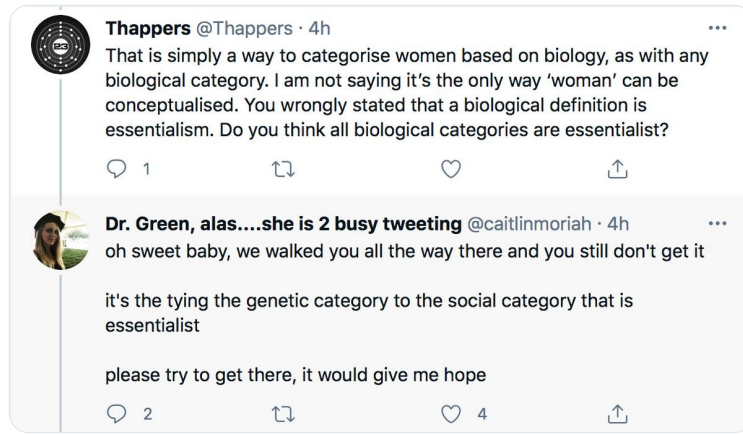 Thappers @Thappers · 4h
That is simply a way to categorise women based on biology, as with any
biological category. I am not saying it's the only way 'woman' can be
conceptualised. You wrongly stated that a biological definition is
essentialism. Do you think all biological categories are essentialist?
1
23
Dr. Green, alas....she is 2 busy tweeting @caitlinmoriah · 4h
oh sweet baby, we walked you all the way there and you still don't get it
it's the tying the genetic category to the social category that is
essentialist
please try to get there, it would give me hope
2 4